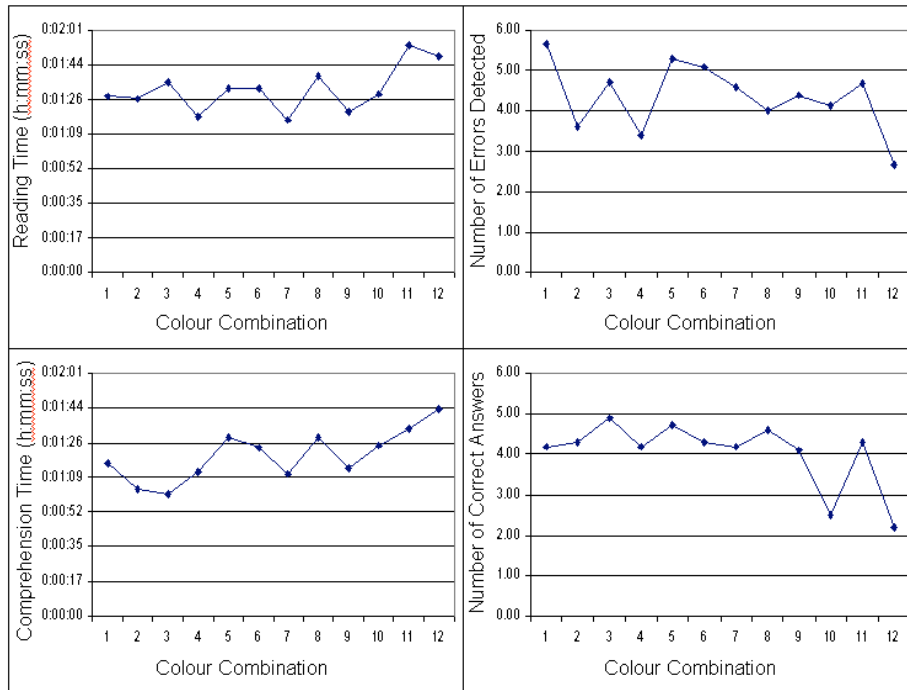 Reading Time (h:mm:ss)
0:02:01
0:01:44
0:01:26
0:01:09
0:00:52
0:00:35
0:00:17
0:00:00
1 2 3 4 5 6 7 8 9 10 11 12
Colour Combination
Number of Errors Detected
6.00
5.00
4.00
3.00
2.00
1.00
0.00
1 2 3 4 5 6 7 8 9 10 11 12
Colour Combination
Comprehension Time (h:mm:ss)
0:02:01
0:01:44
0:01:26
0:01:09
0:00:52
0:00:35
0:00:17
0:00:00
1 2 3 4 5 6 7 8 9 10 11 12
Colour Combination
Number of Correct Answers
6.00
5.00
4.00
3.00
2.00
1.00
0.00
1 2 3 4 5 6 7 8 9 10 11 12
Colour Combination